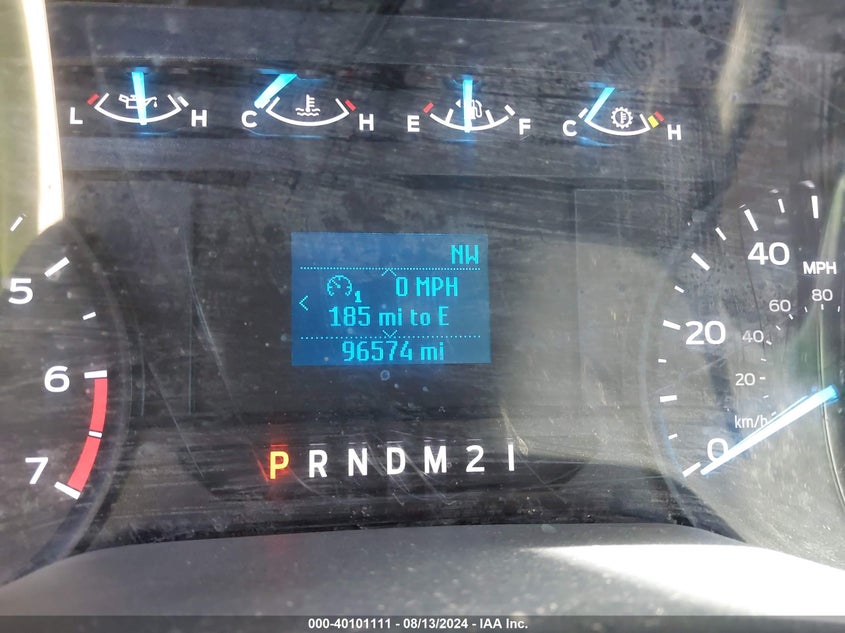 L H C H E F C H
NW
0 MPH
1
185 mi to E
96574 mi
5
6
7
P R N D M 2 1
40
MPH
80
60
20
40
20
km/h
0
000-40101111 - 08/13/2024 - IAA Inc.